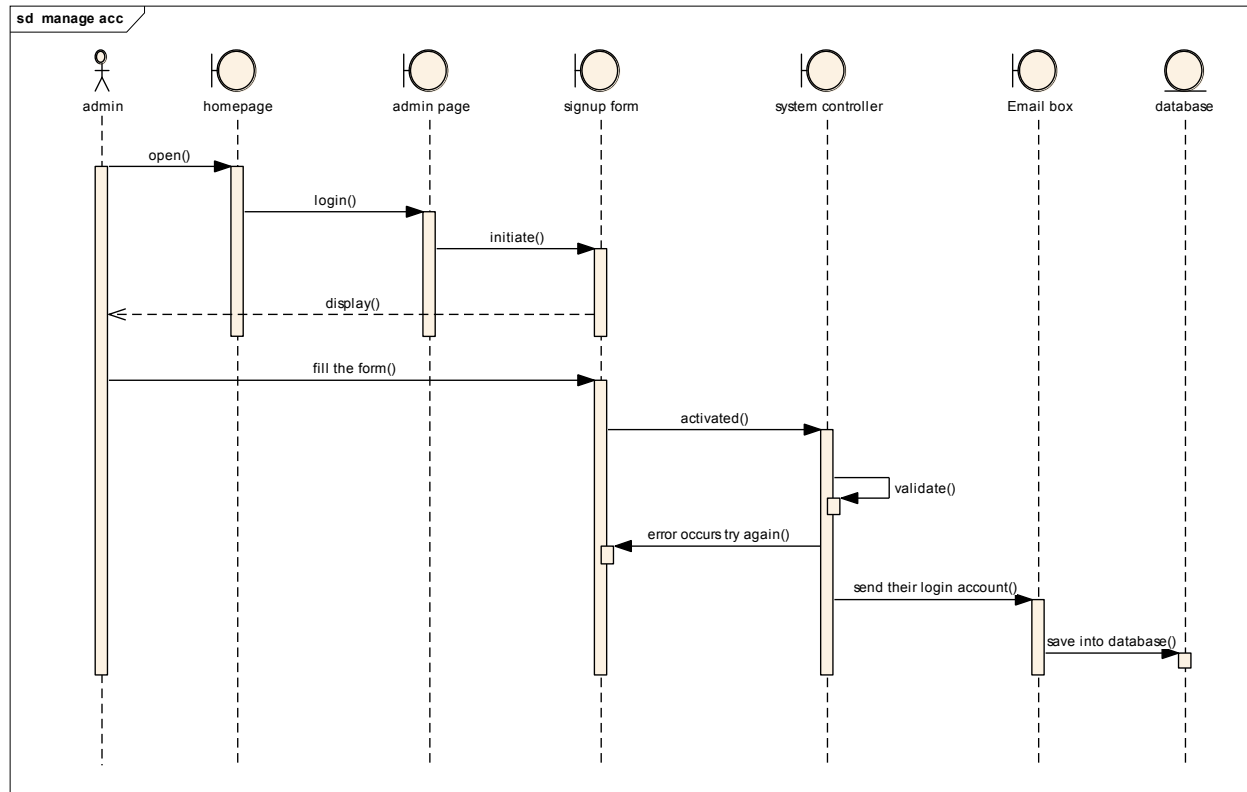 sd manage acc
admin
homepage
admin page
signup form
system controller
Email box
database
open()
login()
initiate()
display()
fill the form()
activated()
validate()
error occurs try again()
send their login account()
save into database()